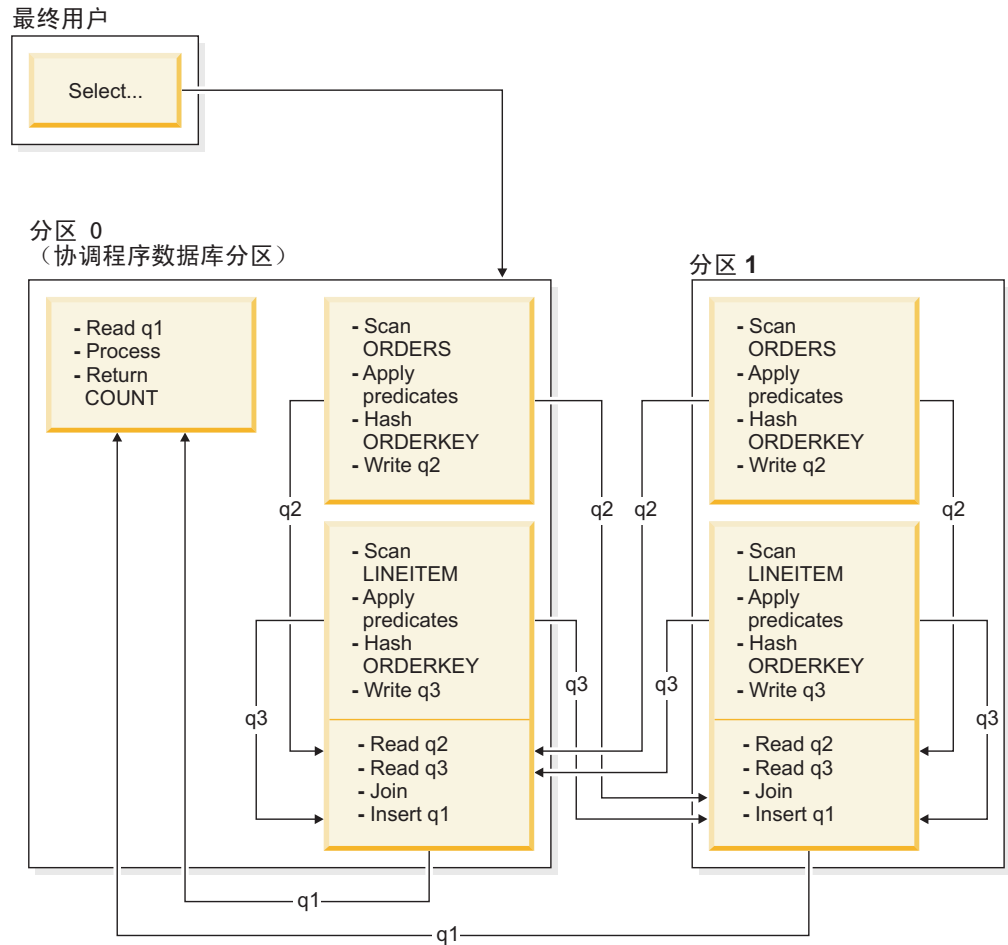 最终用户
Select...
分区 0
（协调程序数据库分区）
- Read q1
- Process
- Return
COUNT
- Scan
ORDERS
- Apply
predicates
- Hash
ORDERKEY
- Write q2
q2
q2
- Scan
LINEITEM
- Apply
predicates
- Hash
ORDERKEY
- Write q3
q3
q3
- Read q2
- Read q3
- Join
- Insert q1
分区 1
- Scan
ORDERS
- Apply
predicates
- Hash
ORDERKEY
- Write q2
q2
q2
- Scan
LINEITEM
- Apply
predicates
- Hash
ORDERKEY
- Write q3
q3
q3
- Read q2
- Read q3
- Join
- Insert q1
q1
q1